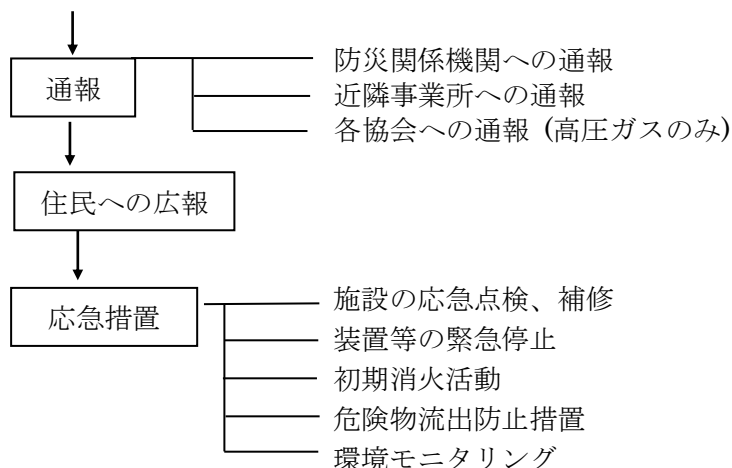 通報
防災関係機関への通報
近隣事業所への通報
各協会への通報 (高圧ガスのみ)
住民への広報
応急措置
施設の応急点検、補修
装置等の緊急停止
初期消火活動
危険物流出防止措置
環境モニタリング